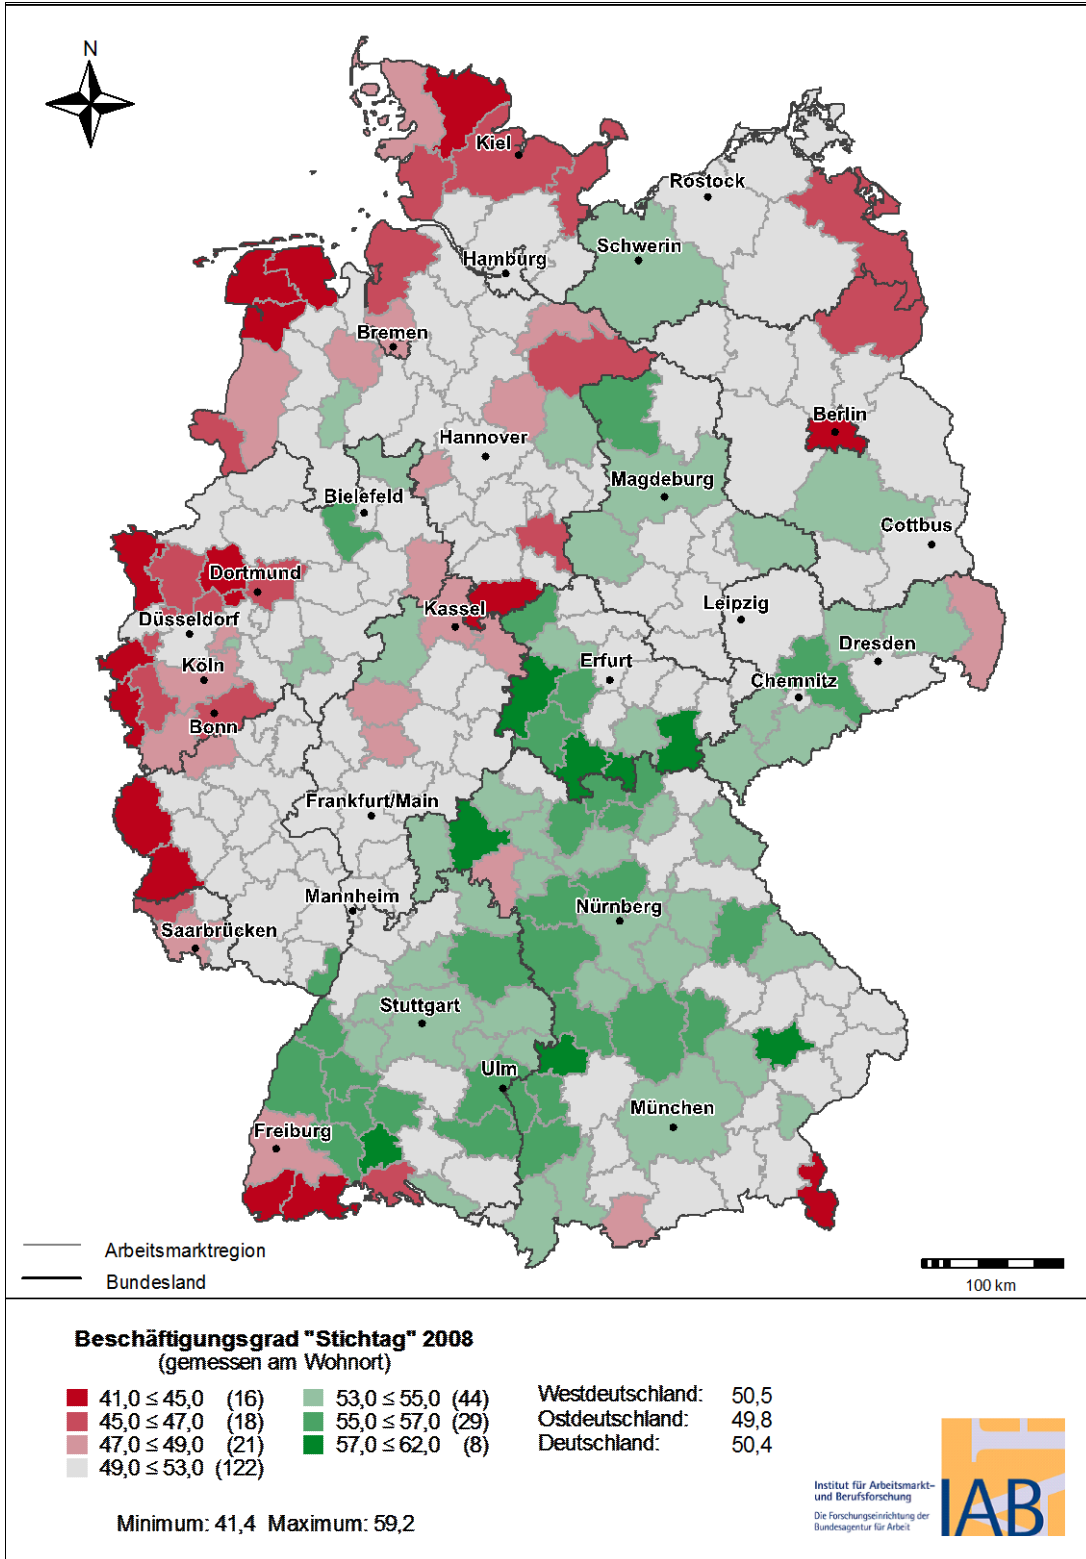 N
Kiel
Rostock
Schwerin
Hamburg
Bremen
Berlin
Hannover
Magdeburg
Bielefeld
Cottbus
Dortmund
Leipzig
Kassel
Düsseldorf
Dresden
Erfurt
Köln
Chemnitz
Bonn
Frankfurt/Main
Mannheim
Nürnberg
Saarbrücken
Stuttgart
Ulm
München
Freiburg
Arbeitsmarktregion
Bundesland
100 km
Beschäftigungsgrad "Stichtag" 2008
(gemessen am Wohnort)
41,0 ≤ 45,0 (16) 53,0 ≤ 55,0 (44) Westdeutschland: 50,5
45,0 ≤ 47,0 (18) 55,0 ≤ 57,0 (29) Ostdeutschland: 49,8
47,0 ≤ 49,0 (21) 57,0 ≤ 62,0 (8) Deutschland: 50,4
49,0 ≤ 53,0 (122)
Minimum: 41,4 Maximum: 59,2
Institut für Arbeitsmarkt-
und Berufsforschung
Die Forschungseinrichtung der
Bundesagentur für Arbeit
IAB